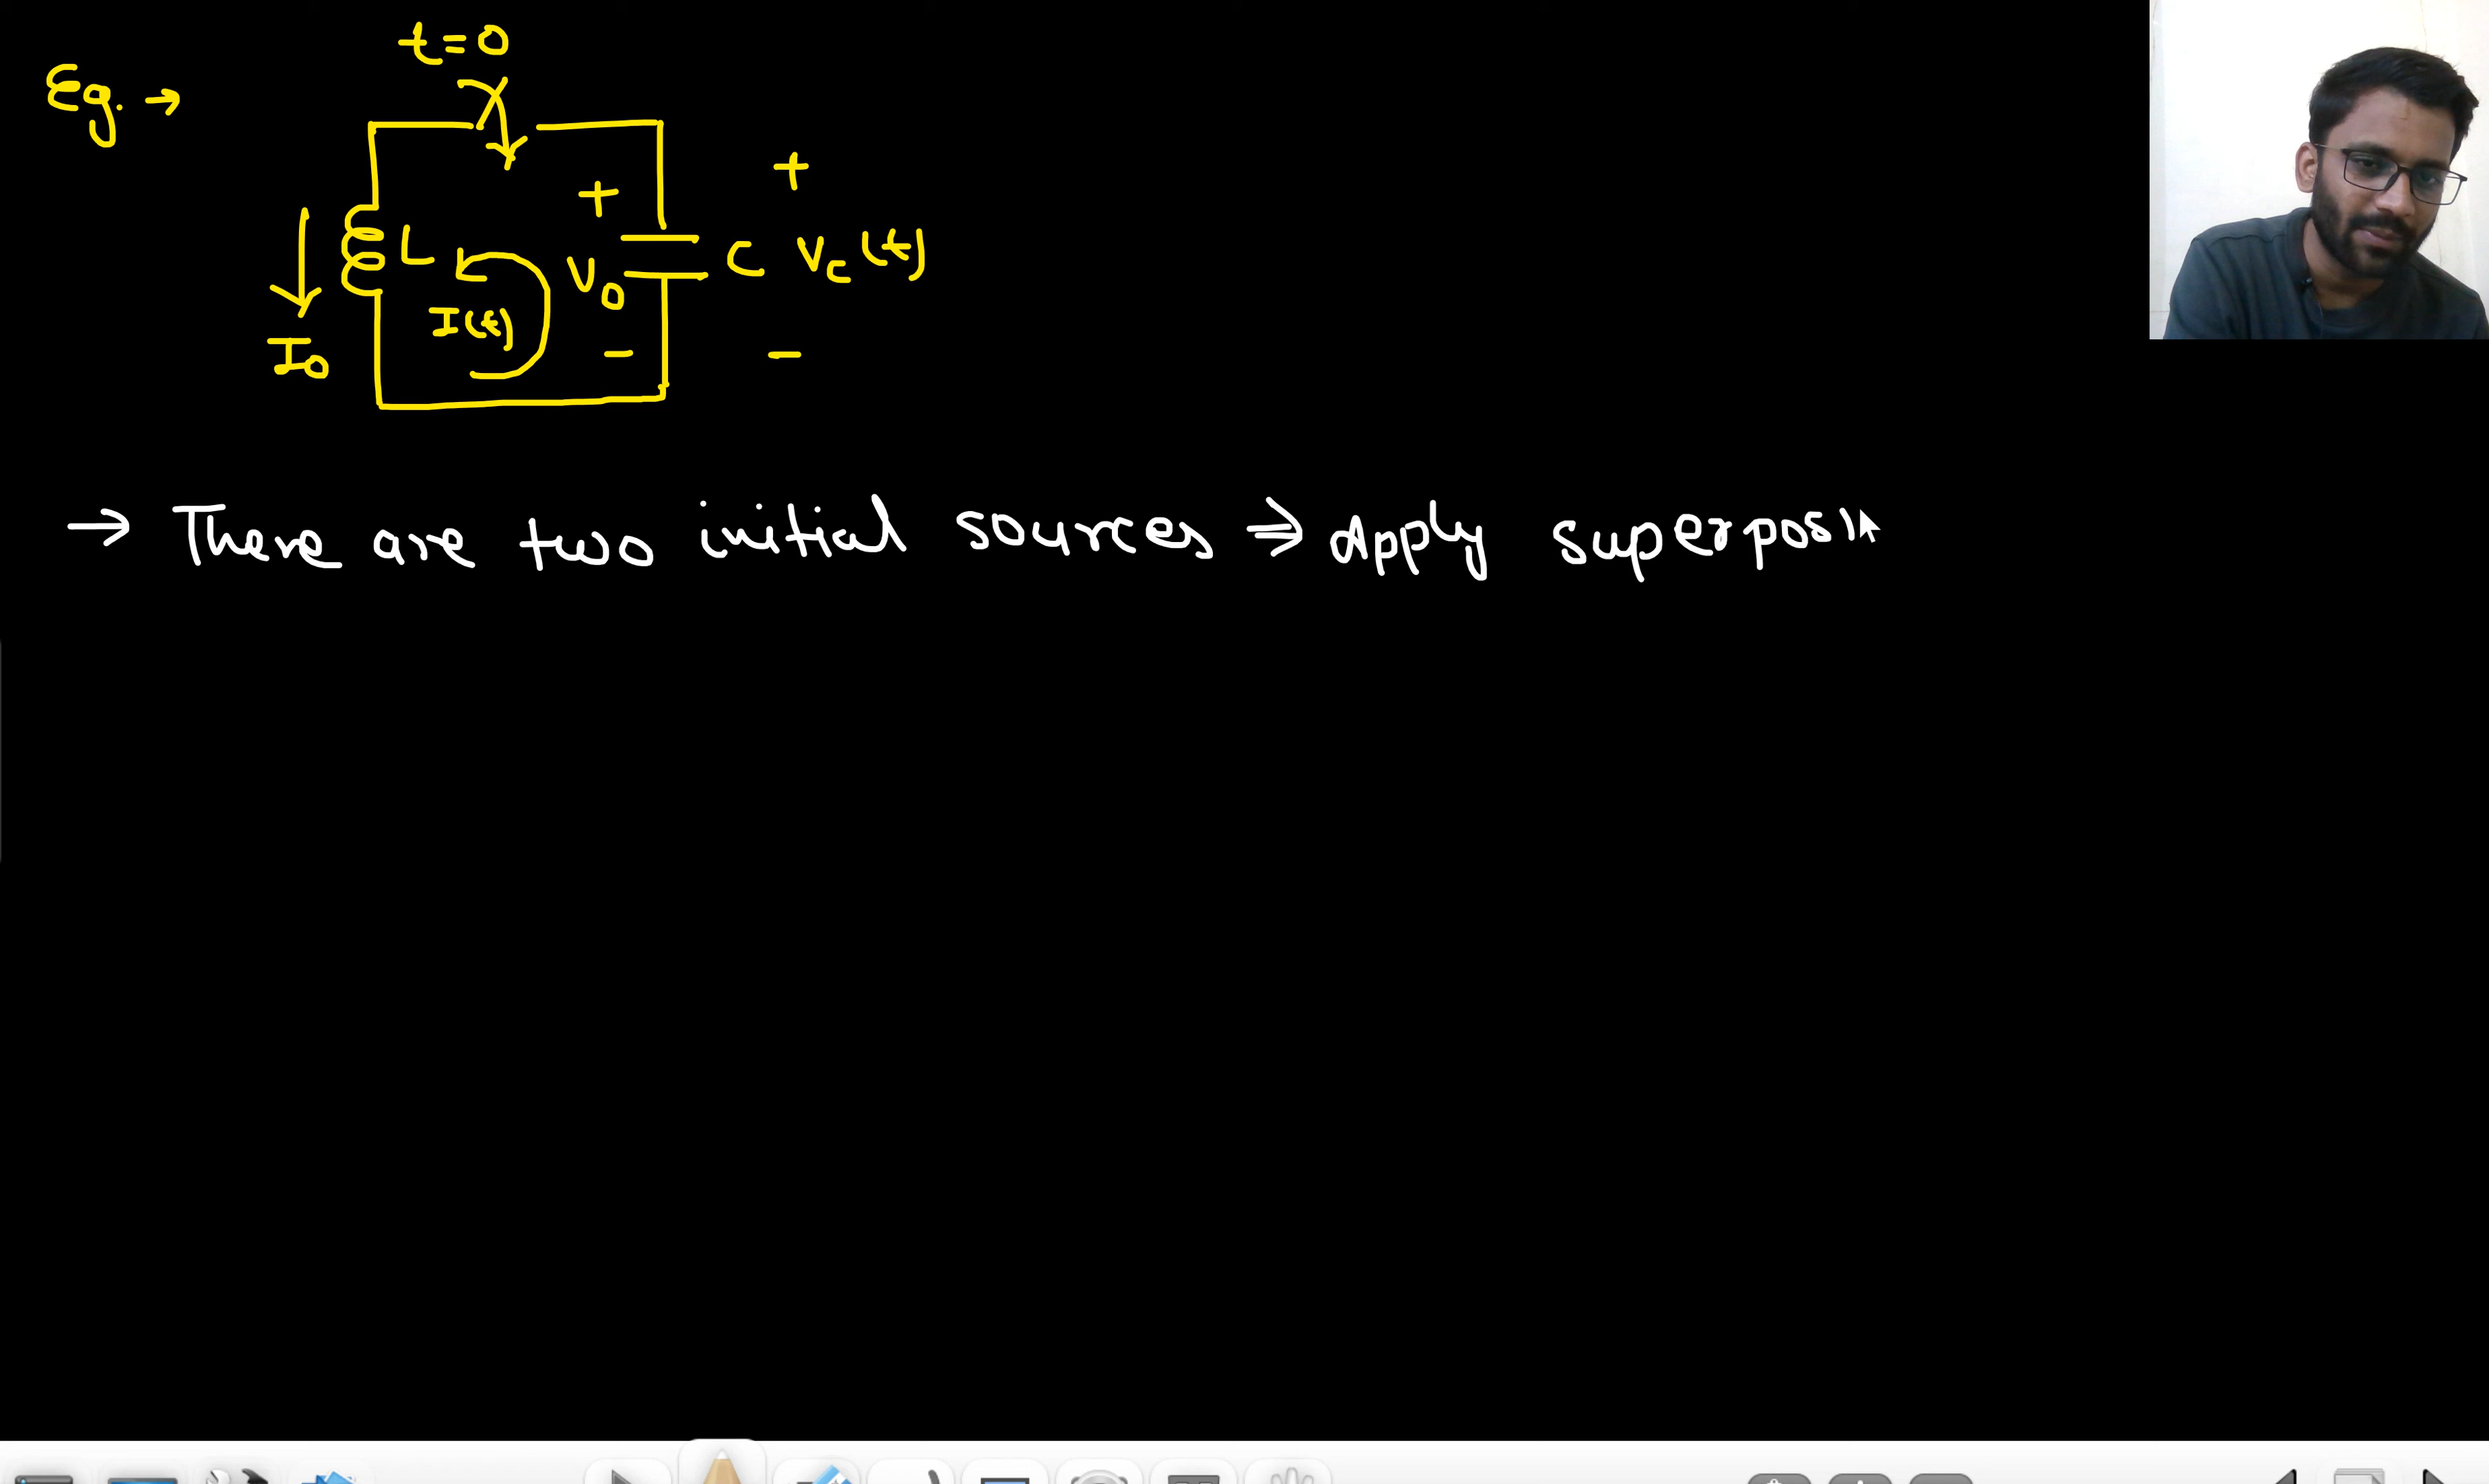 t=0
Eg. →
+
+
L
V0
C Vc(t)
I(t)
I0
-
-
→ There are two initial sources ⇒ Apply superposi